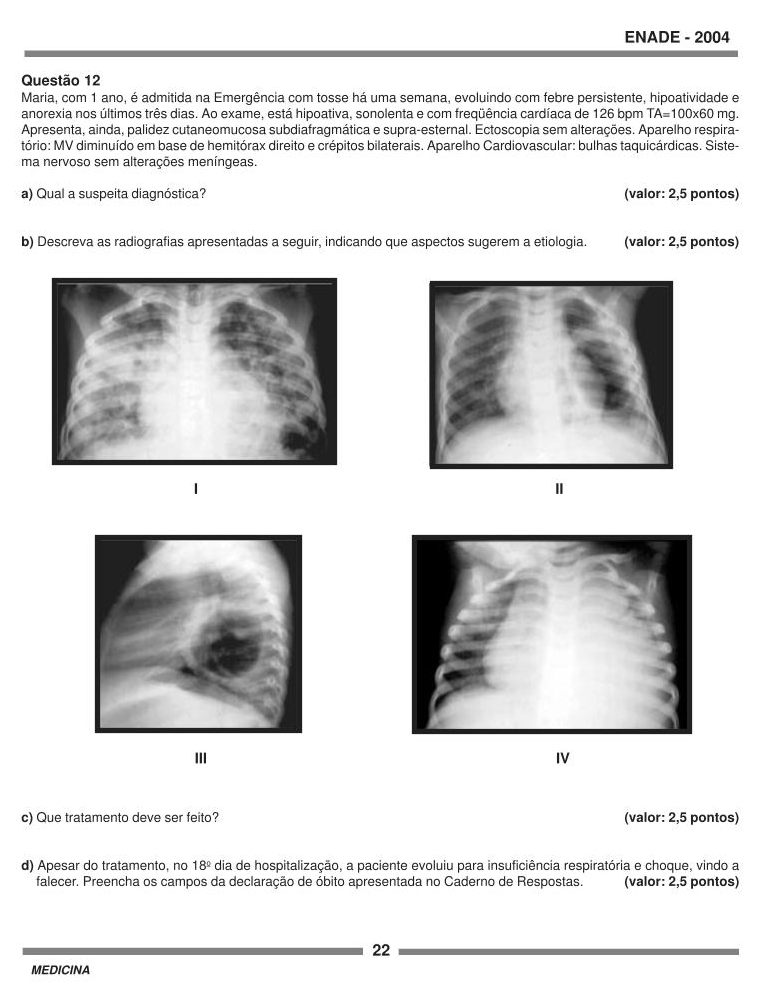 ENADE - 2004
Questão 12
Maria, com 1 ano, é admitida na Emergência com tosse há uma semana, evoluindo com febre persistente, hipoatividade e
anorexia nos últimos três dias. Ao exame, está hipoativa, sonolenta e com freqüência cardíaca de 126 bpm TA=100x60 mg.
Apresenta, ainda, palidez cutaneomucosa subdiafragmática e supra-esternal. Ectoscopia sem alterações. Aparelho respira-
tório: MV diminuído em base de hemitórax direito e crépitos bilaterais. Aparelho Cardiovascular: bulhas taquicárdicas. Siste-
ma nervoso sem alterações meníngeas.
a) Qual a suspeita diagnóstica? (valor: 2,5 pontos)
b) Descreva as radiografias apresentadas a seguir, indicando que aspectos sugerem a etiologia. (valor: 2,5 pontos)
I II
III IV
c) Que tratamento deve ser feito? (valor: 2,5 pontos)
d) Apesar do tratamento, no 18º dia de hospitalização, a paciente evoluiu para insuficiência respiratória e choque, vindo a
falecer. Preencha os campos da declaração de óbito apresentada no Caderno de Respostas. (valor: 2,5 pontos)
22
MEDICINA